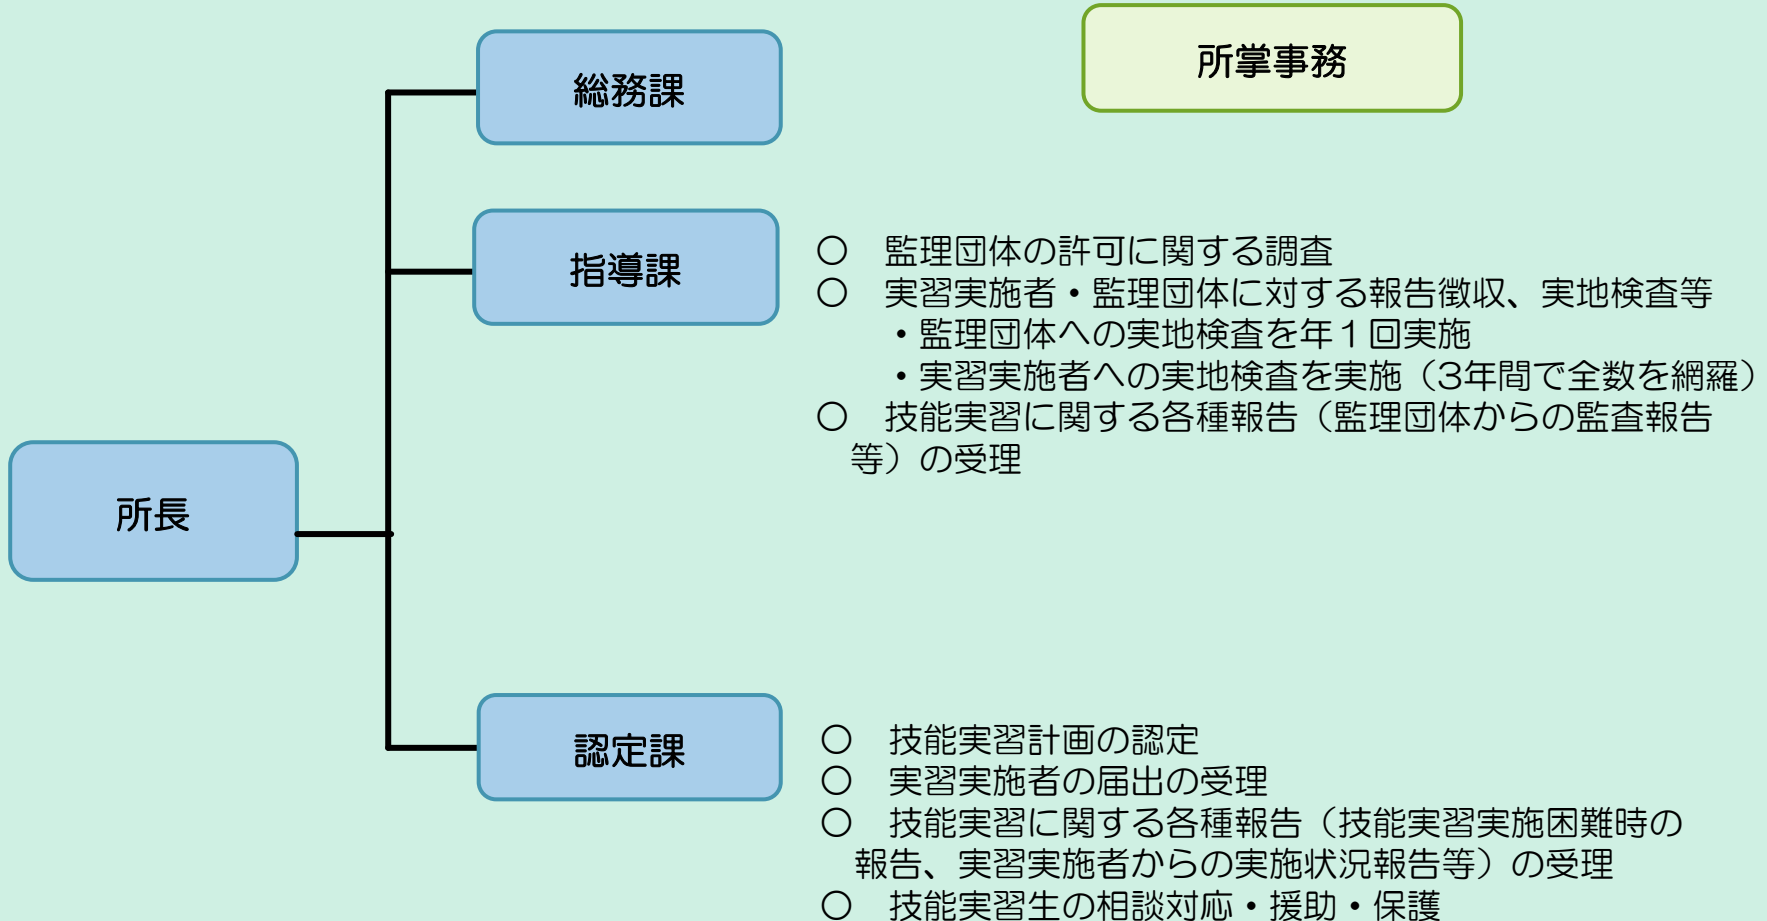 総務課
所掌事務
指導課
○　監理団体の許可に関する調査
○　実習実施者・監理団体に対する報告徴収、実地検査等
・監理団体への実地検査を年１回実施
・実習実施者への実地検査を実施（3年間で全数を網羅）
○　技能実習に関する各種報告（監理団体からの監査報告
等）の受理
所長
認定課
○　技能実習計画の認定
○　実習実施者の届出の受理
○　技能実習に関する各種報告（技能実習実施困難時の
報告、実習実施者からの実施状況報告等）の受理
○　技能実習生の相談対応・援助・保護